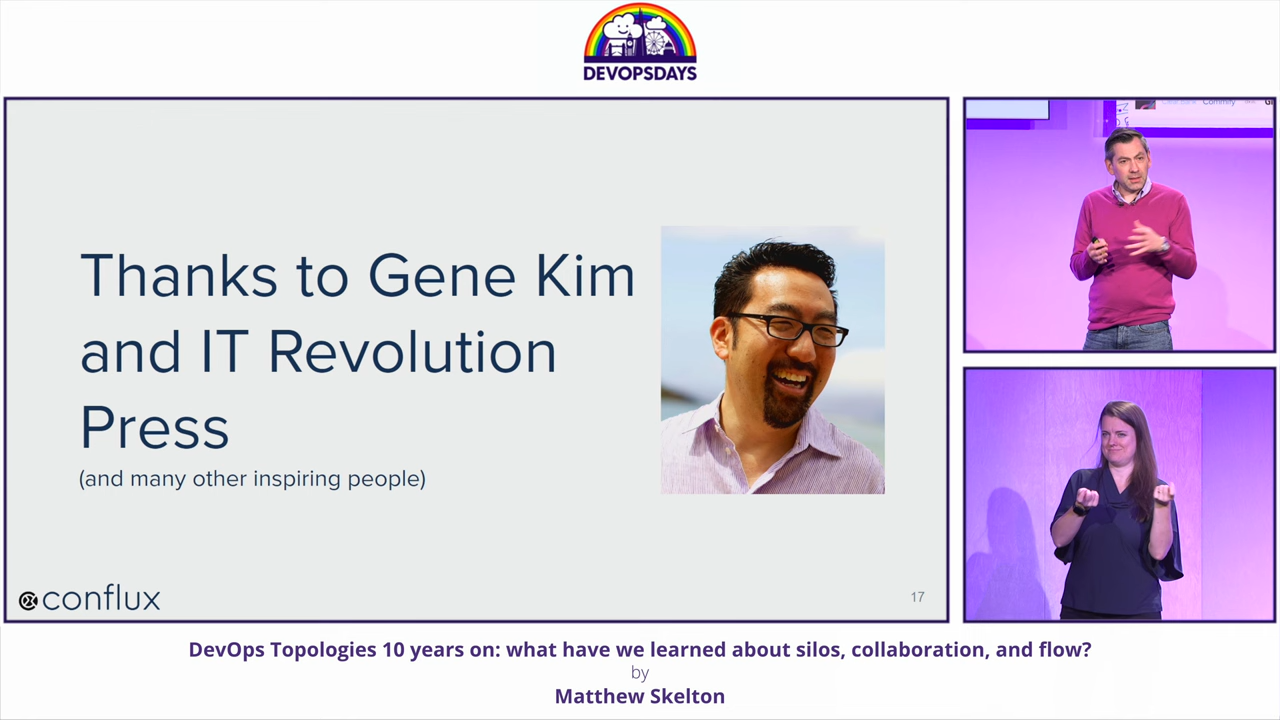 DEVOPSDAYS
Thanks to Gene Kim
and IT Revolution
Press
(and many other inspiring people)
conflux
17
Community
DevOps Topologies 10 years on: what have we learned about silos, collaboration, and flow?
by
Matthew Skelton